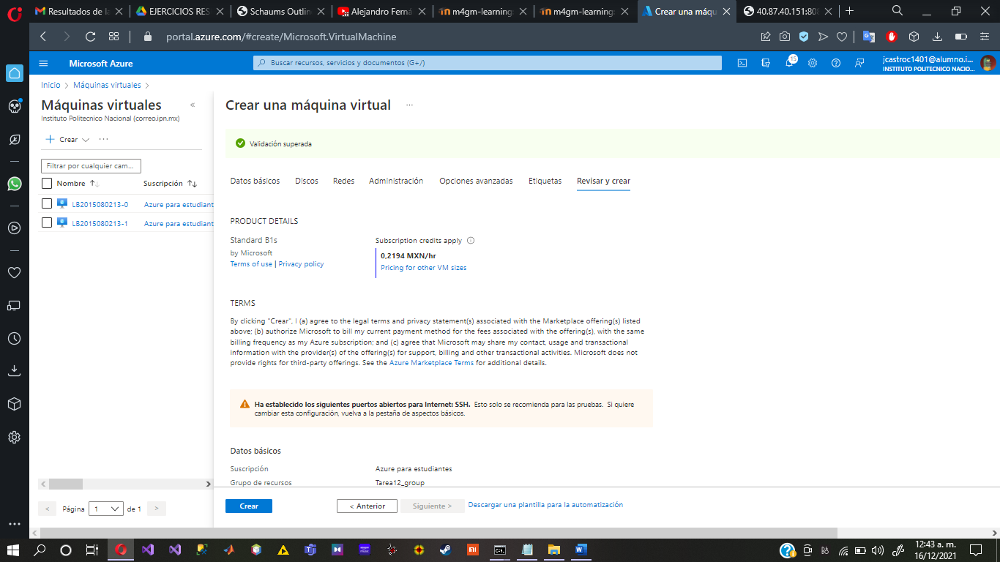 Resultados de la
EJERCICIOS RES
Schaums Outlin
Alejandro Ferná
m4gm-learning
m4gm-learning
Crear una máqu
40.87.40.151:808
portal.azure.com/#create/Microsoft.VirtualMachine
Microsoft Azure
Buscar recursos, servicios y documentos (G+/)
15
jcastroc1401@alumno.i...
INSTITUTO POLITECNICO NACIO...
Inicio > Máquinas virtuales >
Máquinas virtuales
Instituto Politecnico Nacional (correo.ipn.mx)
+ Crear
Filtrar por cualquier cam...
Nombre ↑↓ Suscripción ↑↓
LB2015080213-0 Azure para estudiant
LB2015080213-1 Azure para estudiant
< Página 1 de 1 >
Crear una máquina virtual ...
Validación superada
Datos básicos Discos Redes Administración Opciones avanzadas Etiquetas Revisar y crear
PRODUCT DETAILS
Standard B1s
by Microsoft
Terms of use | Privacy policy
Subscription credits apply
0,2194 MXN/hr
Pricing for other VM sizes
TERMS
By clicking "Crear", I (a) agree to the legal terms and privacy statement(s) associated with the Marketplace offering(s) listed
above; (b) authorize Microsoft to bill my current payment method for the fees associated with the offering(s), with the same
billing frequency as my Azure subscription; and (c) agree that Microsoft may share my contact, usage and transactional
information with the provider(s) of the offering(s) for support, billing and other transactional activities. Microsoft does not
provide rights for third-party offerings. See the Azure Marketplace Terms for additional details.
Ha establecido los siguientes puertos abiertos para Internet: SSH. Esto solo se recomienda para las pruebas. Si quiere
cambiar esta configuración, vuelva a la pestaña de aspectos básicos.
Datos básicos
Suscripción Azure para estudiantes
Grupo de recursos Tarea12_group
Crear
< Anterior
Siguiente >
Descargar una plantilla para la automatización
12:43 a. m.
16/12/2021